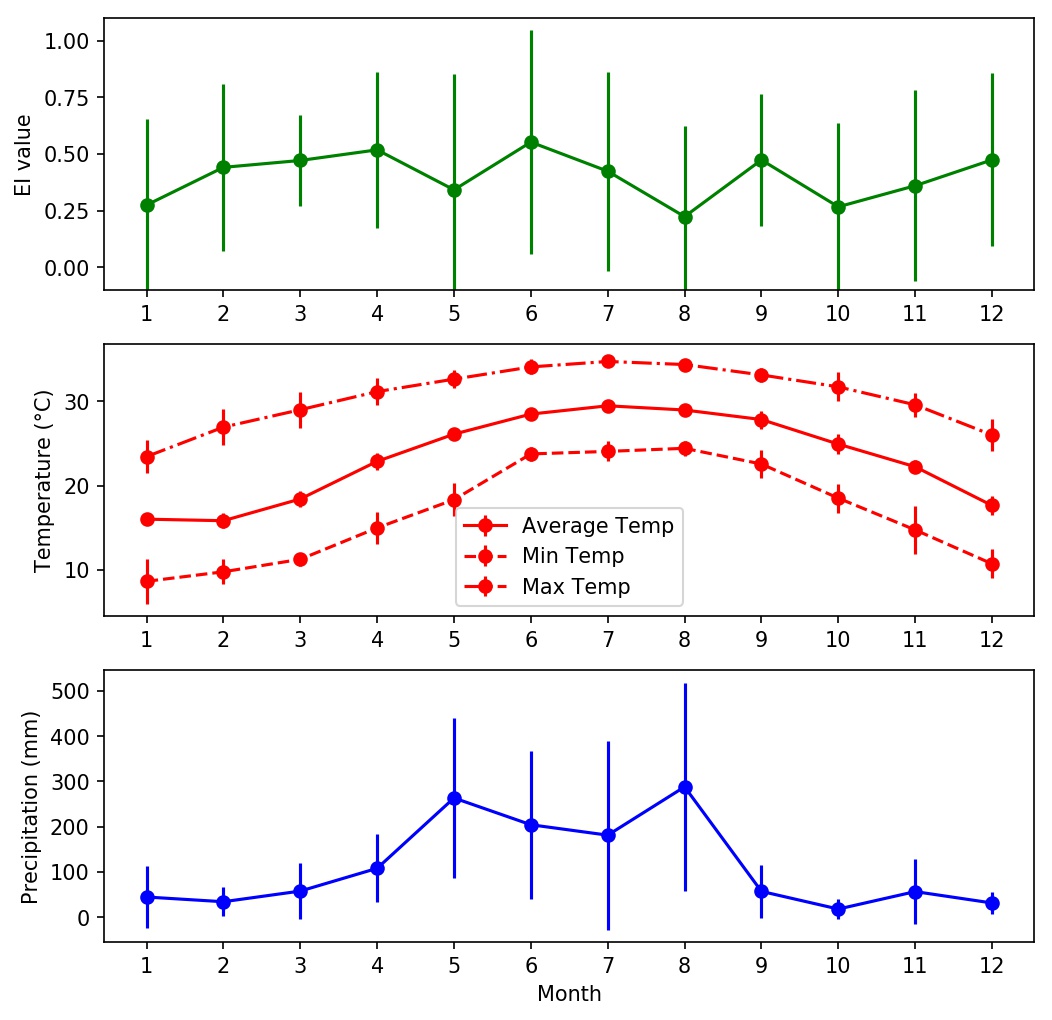 EI value
1.00
0.75
0.50
0.25
0.00
1 2 3 4 5 6 7 8 9 10 11 12
Temperature (°C)
30
20
10
Average Temp
Min Temp
Max Temp
1 2 3 4 5 6 7 8 9 10 11 12
Precipitation (mm)
500
400
300
200
100
0
1 2 3 4 5 6 7 8 9 10 11 12
Month